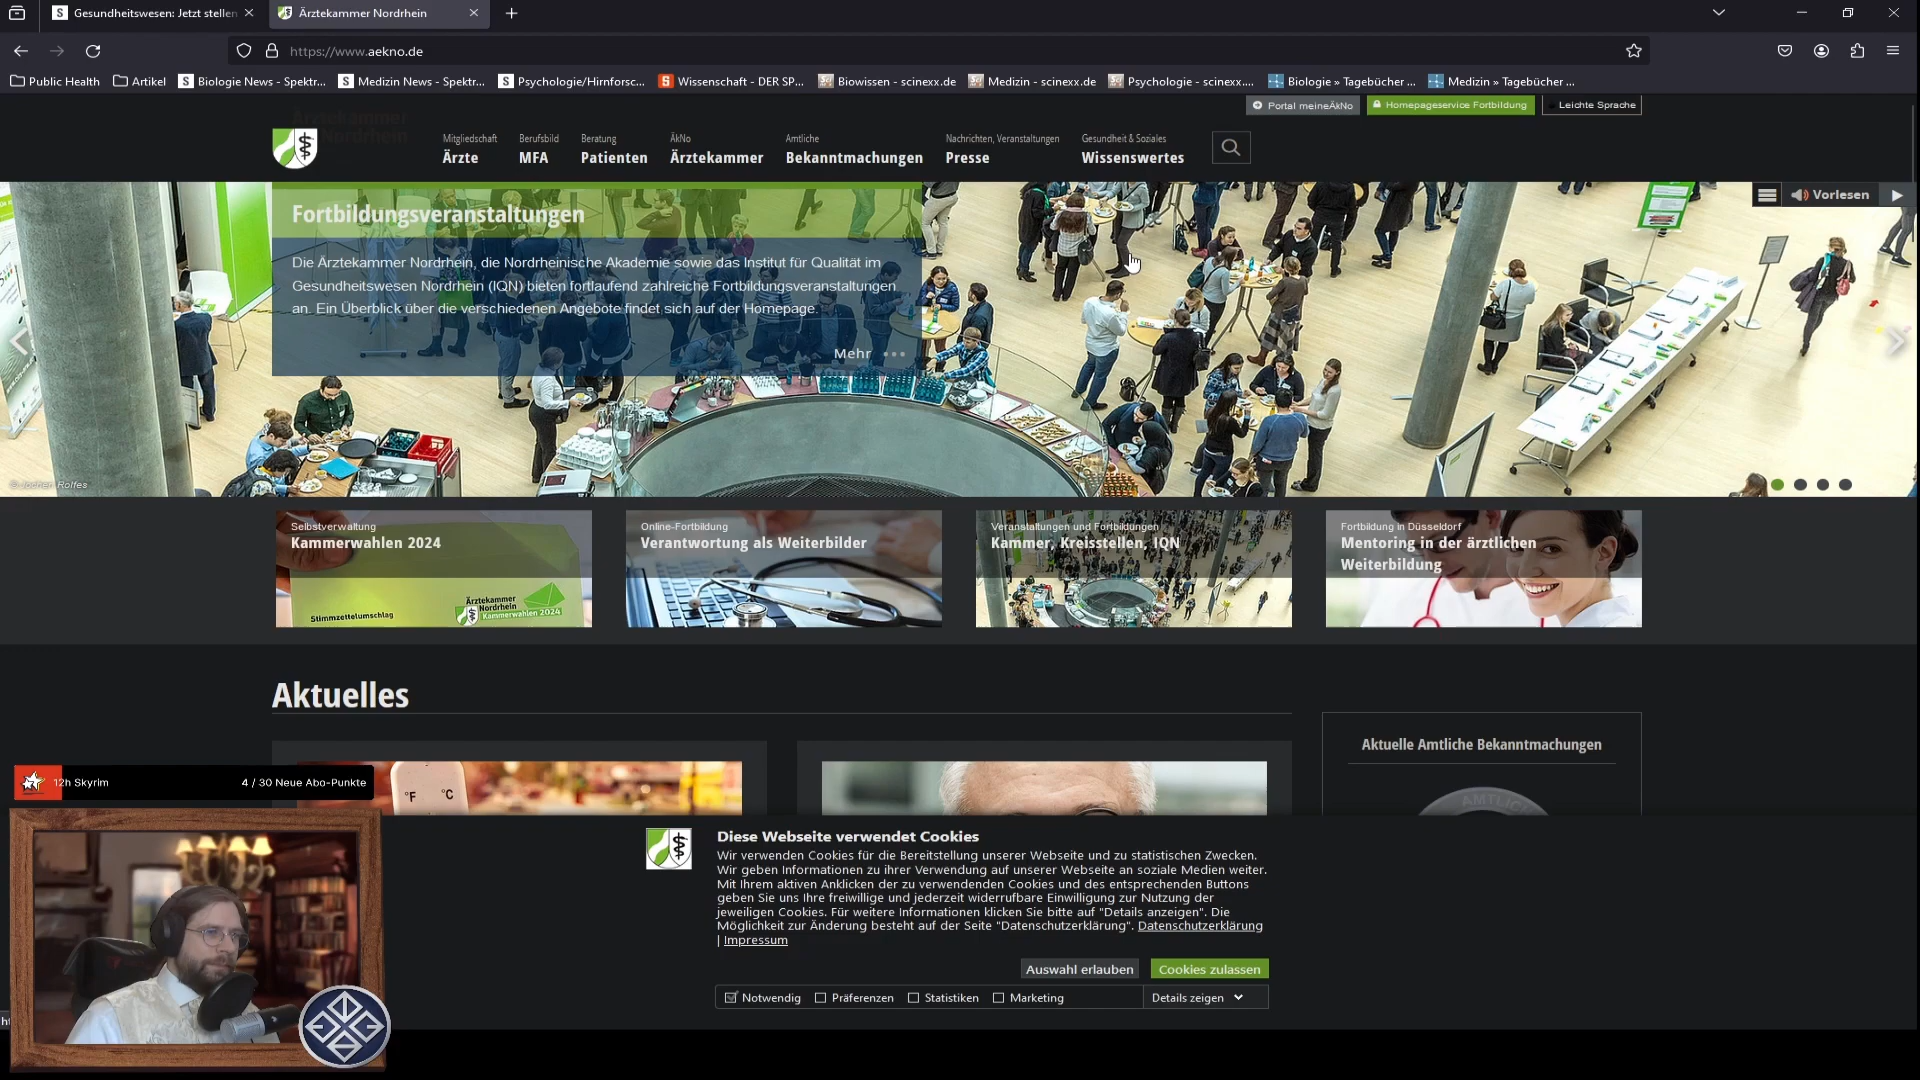 Gesundheitswesen: Jetzt stellen
Ärztekammer Nordrhein
https://www.aekno.de
Public Health
Artikel
Biologie News - Spektr...
Medizin News - Spektr...
Psychologie/Hirnforsc...
Wissenschaft - DER SP...
Biowissen - scinexx.de
Medizin - scinexx.de
Psychologie - scinexx....
Biologie » Tagebücher ...
Medizin » Tagebücher ...
Portal meineÄkNo
Homepageservice Fortbildung
Leichte Sprache
Ärztekammer
Nordrhein
Mitgliedschaft
Ärzte
Berufsbild
MFA
Beratung
Patienten
ÄkNo
Ärztekammer
Amtliche
Bekanntmachungen
Nachrichten, Veranstaltungen
Presse
Gesundheit & Soziales
Wissenswertes
Vorlesen
Fortbildungsveranstaltungen
Die Ärztekammer Nordrhein, die Nordrheinische Akademie sowie das Institut für Qualität im
Gesundheitswesen Nordrhein (IQN) bieten fortlaufend zahlreiche Fortbildungsveranstaltungen
an. Ein Überblick über die verschiedenen Angebote findet sich auf der Homepage.
Mehr
© Jochen Rolfes
Selbstverwaltung
Kammerwahlen 2024
Stimmzettelumschlag
Ärztekammer
Nordrhein
Kammerwahlen 2024
Online-Fortbildung
Verantwortung als Weiterbilder
Veranstaltungen und Fortbildungen
Kammer, Kreisstellen, IQN
Fortbildung in Düsseldorf
Mentoring in der ärztlichen
Weiterbildung
Aktuelles
Aktuelle Amtliche Bekanntmachungen
AMTLIC
°F °C
12h Skyrim
4 / 30 Neue Abo-Punkte
Diese Webseite verwendet Cookies
Wir verwenden Cookies für die Bereitstellung unserer Webseite und zu statistischen Zwecken.
Wir geben Informationen zu ihrer Verwendung auf unserer Webseite an soziale Medien weiter.
Mit Ihrem aktiven Anklicken der zu verwendenden Cookies und des entsprechenden Buttons
geben Sie uns Ihre freiwillige und jederzeit widerrufbare Einwilligung zur Nutzung der
jeweiligen Cookies. Für weitere Informationen klicken Sie bitte auf "Details anzeigen". Die
Möglichkeit zur Änderung besteht auf der Seite "Datenschutzerklärung". Datenschutzerklärung
| Impressum
Auswahl erlauben
Cookies zulassen
Notwendig
Präferenzen
Statistiken
Marketing
Details zeigen